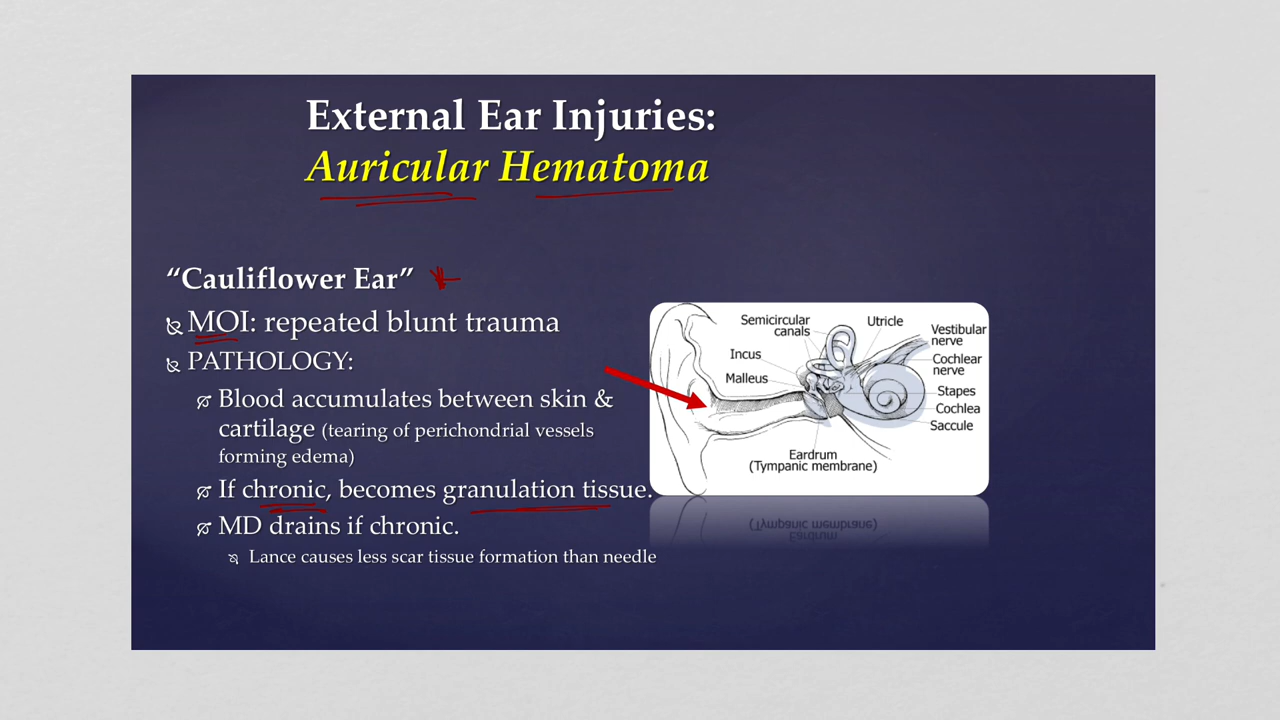 External Ear Injuries:
Auricular Hematoma
“Cauliflower Ear”
MOI: repeated blunt trauma
PATHOLOGY:
Blood accumulates between skin &
cartilage (tearing of perichondrial vessels
forming edema)
If chronic, becomes granulation tissue.
MD drains if chronic.
Lance causes less scar tissue formation than needle
Semicircular
canals
Utricle
Vestibular
nerve
Incus
Cochlear
nerve
Malleus
Stapes
Cochlea
Saccule
Eardrum
(Tympanic membrane)